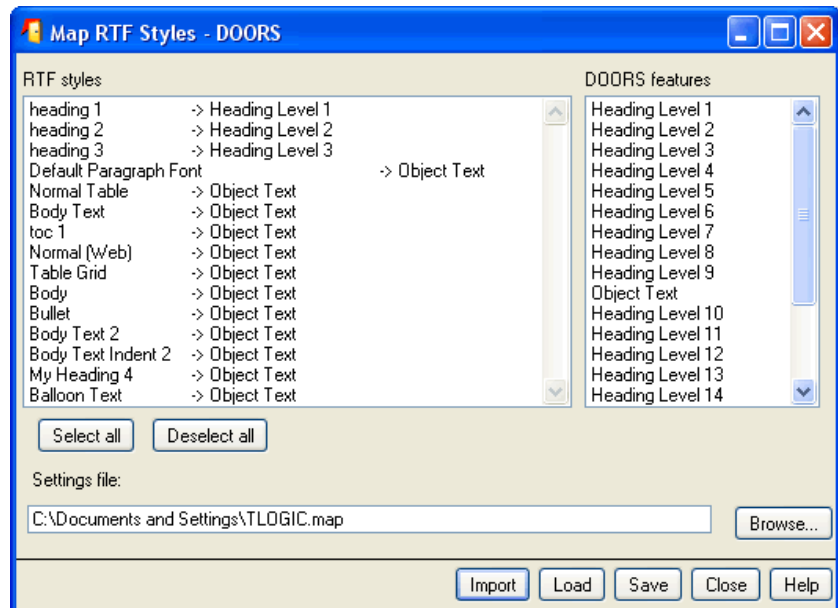 Map RTF Styles - DOORS
RTF styles
heading 1 -> Heading Level 1
heading 2 -> Heading Level 2
heading 3 -> Heading Level 3
Default Paragraph Font -> Object Text
Normal Table -> Object Text
Body Text -> Object Text
toc 1 -> Object Text
Normal (Web) -> Object Text
Table Grid -> Object Text
Body -> Object Text
Bullet -> Object Text
Body Text 2 -> Object Text
Body Text Indent 2 -> Object Text
My Heading 4 -> Object Text
Balloon Text -> Object Text
DOORS features
Heading Level 1
Heading Level 2
Heading Level 3
Heading Level 4
Heading Level 5
Heading Level 6
Heading Level 7
Heading Level 8
Heading Level 9
Object Text
Heading Level 10
Heading Level 11
Heading Level 12
Heading Level 13
Heading Level 14
Select all Deselect all
Settings file:
C:\Documents and Settings\TLOGIC.map Browse...
Import Load Save Close Help